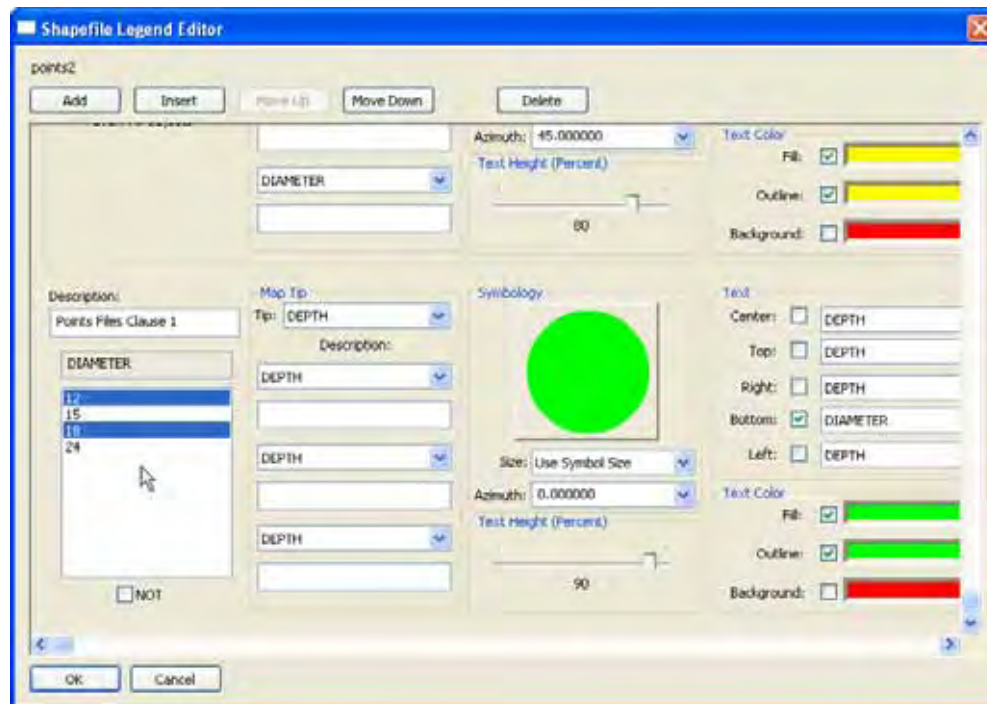 Shapefile Legend Editor
points2
Add Insert Move Up Move Down Delete
Azimuth: 45.000000
Text Color
Fill:
Text Height (Percent)
DIAMETER
Outline:
80
Background:
Description:
Points Files Clause 1
DIAMETER
12
15
18
24
NOT
Map Tip
Tip: DEPTH
Description:
DEPTH
DEPTH
DEPTH
Symbology
Size: Use Symbol Size
Azimuth: 0.000000
Text Height (Percent)
90
Text
Center: DEPTH
Top: DEPTH
Right: DEPTH
Bottom: DIAMETER
Left: DEPTH
Text Color
Fill:
Outline:
Background:
OK Cancel